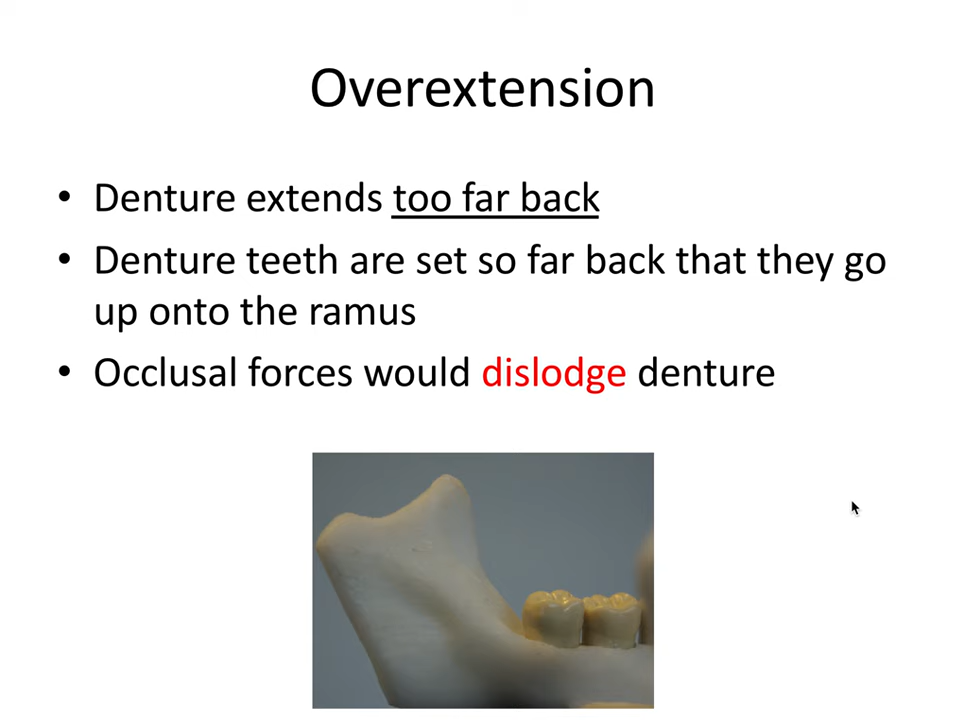 Overextension
• Denture extends too far back
• Denture teeth are set so far back that they go
up onto the ramus
• Occlusal forces would dislodge denture